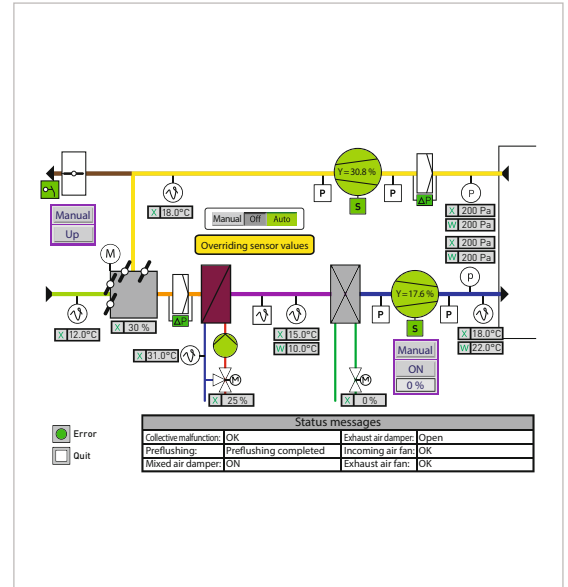 Y=30.8 %
P
P
P
S
ΔP
X 18.0°C
X 200 Pa
W 200 Pa
Manual
Up
Manual Off Auto
X 200 Pa
W 200 Pa
Overriding sensor values
M
p
Y=17.6 %
P
P
X 30 %
ΔP
S
X 12.0°C
X 15.0°C
W 10.0°C
X 18.0°C
W 22.0°C
X 31.0°C
Manual
ON
0 %
M
M
X 25 %
X 0 %
Status messages
Error
Collective malfunction: OK Exhaust air damper: Open
Quit
Preflushing: Preflushing completed Incoming air fan: OK
Mixed air damper: ON Exhaust air fan: OK